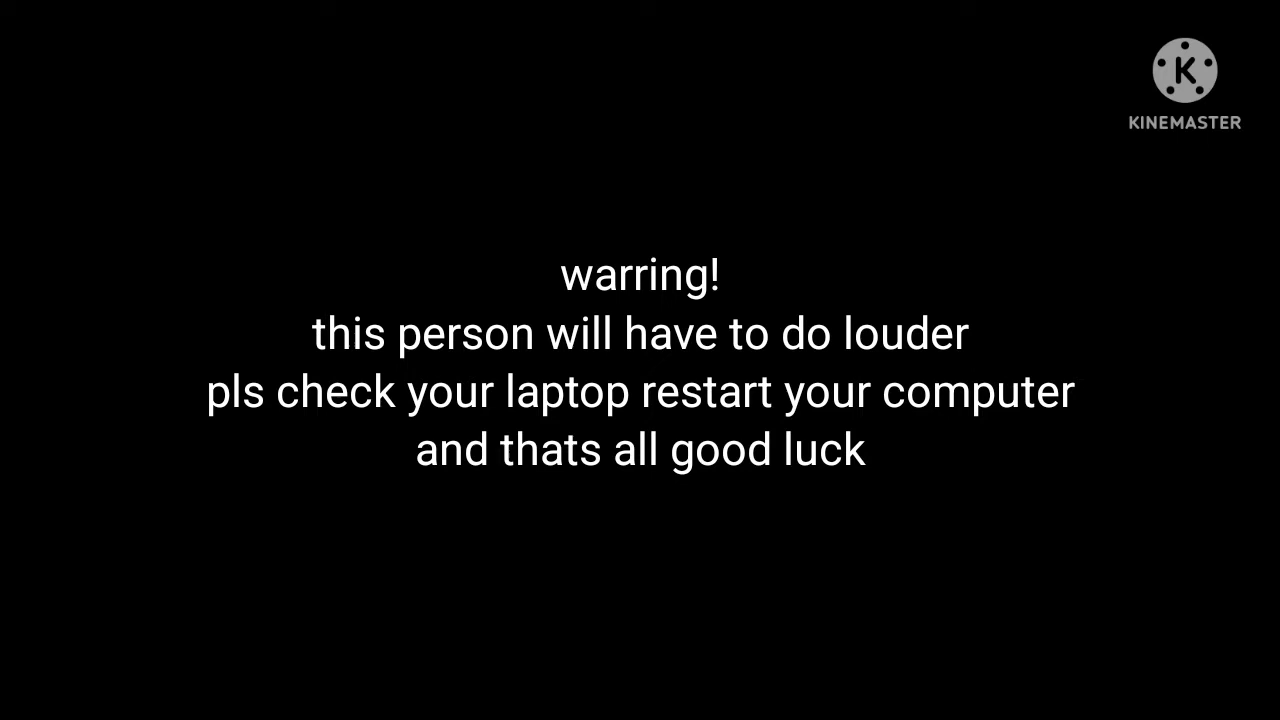 KINEMASTER
warring!
this person will have to do louder
pls check your laptop restart your computer
and thats all good luck